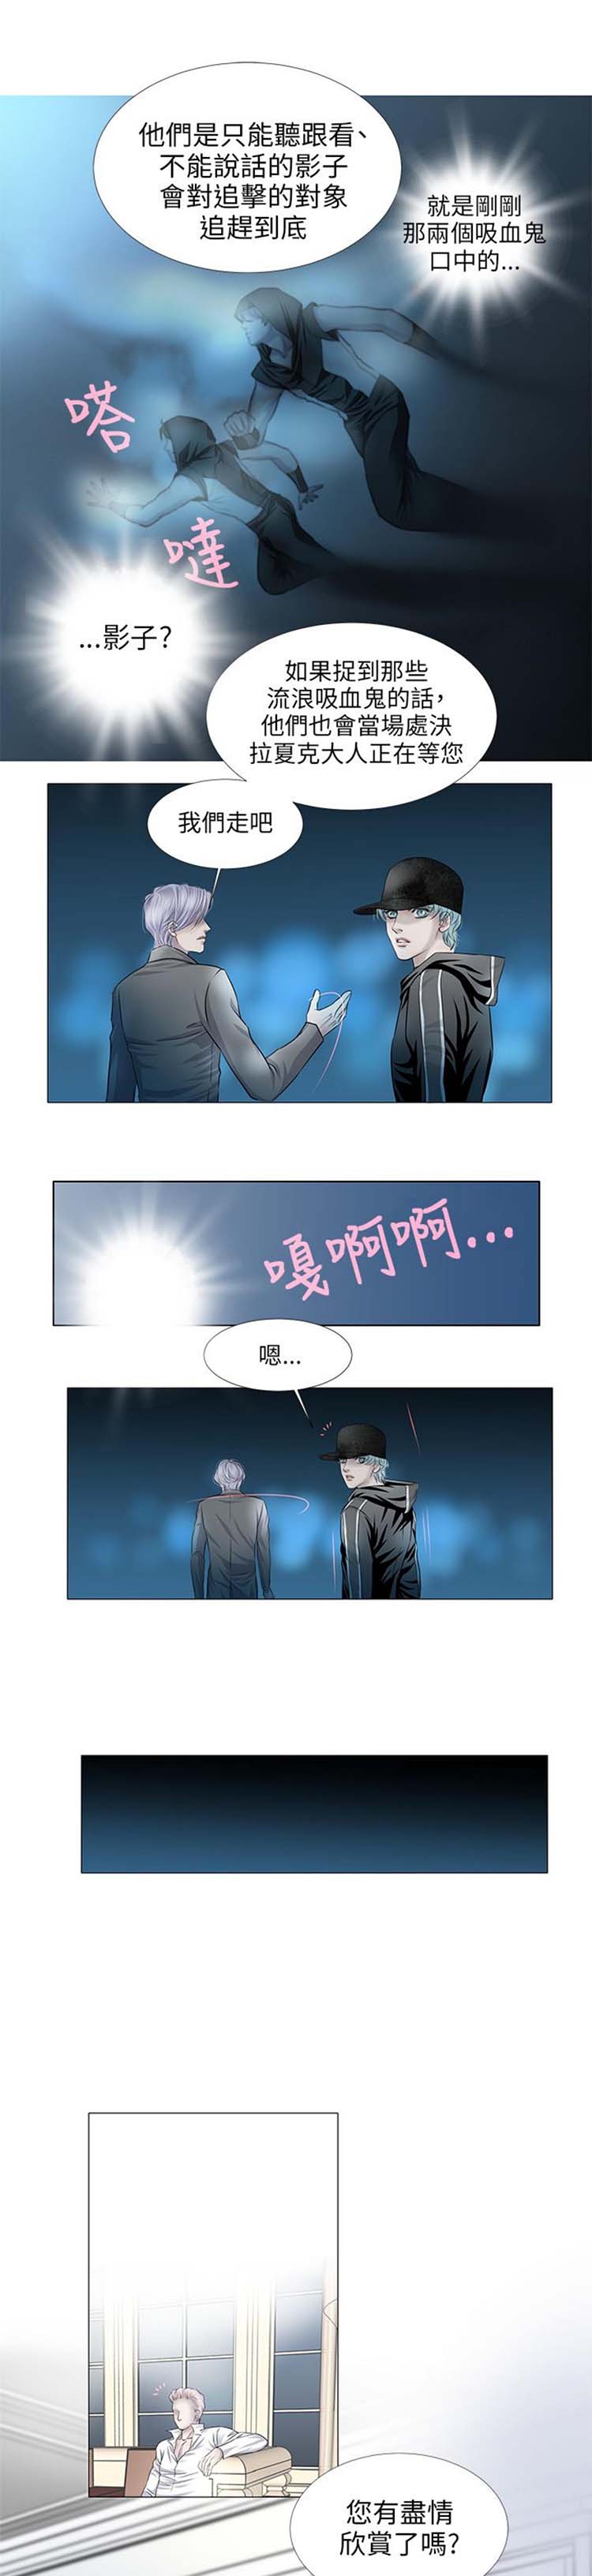 他們是只能聽跟看、
不能說話的影子
會對追擊的對象
追趕到底
就是剛剛
那兩個吸血鬼
口中的…
嗒
噠
…影子?
如果捉到那些
流浪吸血鬼的話,
他們也會當場處決
拉夏克大人正在等您
我們走吧
嘎啊啊…
嗯…
您有盡情
欣賞了嗎?